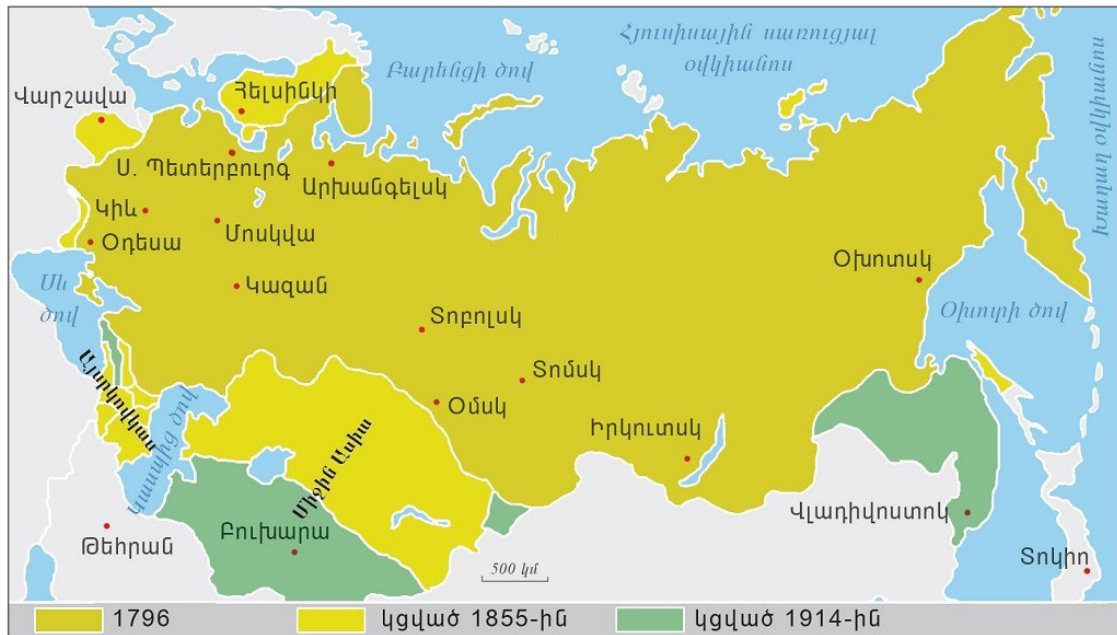 Հյուսիսային սառուցյալ
օվկիանոս
Բարենցի ծով
Խաղաղ օվկիանոս
Վարշավա
Հելսինկի
Ս. Պետերբուրգ
Արխանգելսկ
Կիև
Մոսկվա
Օդեսա
Կազան
Սև
ծով
Տոբոլսկ
Տոմսկ
Օմսկ
Իրկուտսկ
Օխոտսկ
Օխոտի ծով
Այսրկովկաս
Կասպից ծով
Միջին Ասիա
Բուխարա
Թեհրան
Վլադիվոստոկ
Տոկիո
500 կմ
1796
կցված 1855-ին
կցված 1914-ին